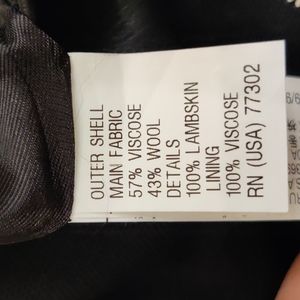 OUTER SHELL
MAIN FABRIC
57% VISCOSE
43% WOOL
DETAILS
100% LAMBSKIN
LINING
100% VISCOSE
RN (USA) 77302